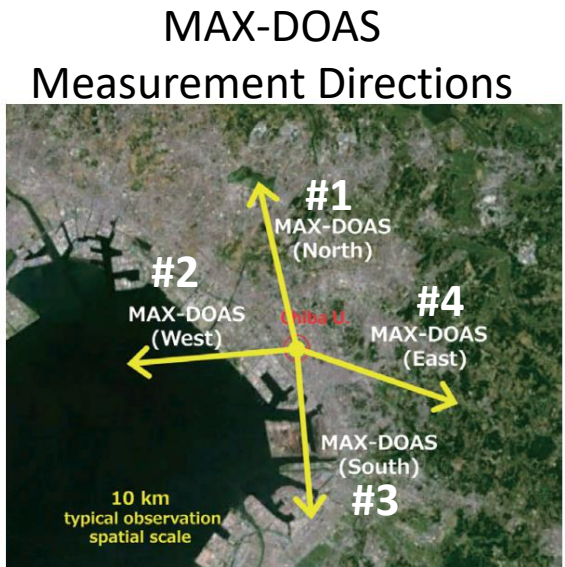 MAX-DOAS
Measurement Directions
#1
MAX-DOAS
(North)
#2
MAX-DOAS
(West)
#4
MAX-DOAS
(East)
Chiba U.
MAX-DOAS
(South)
#3
10 km
typical observation
spatial scale